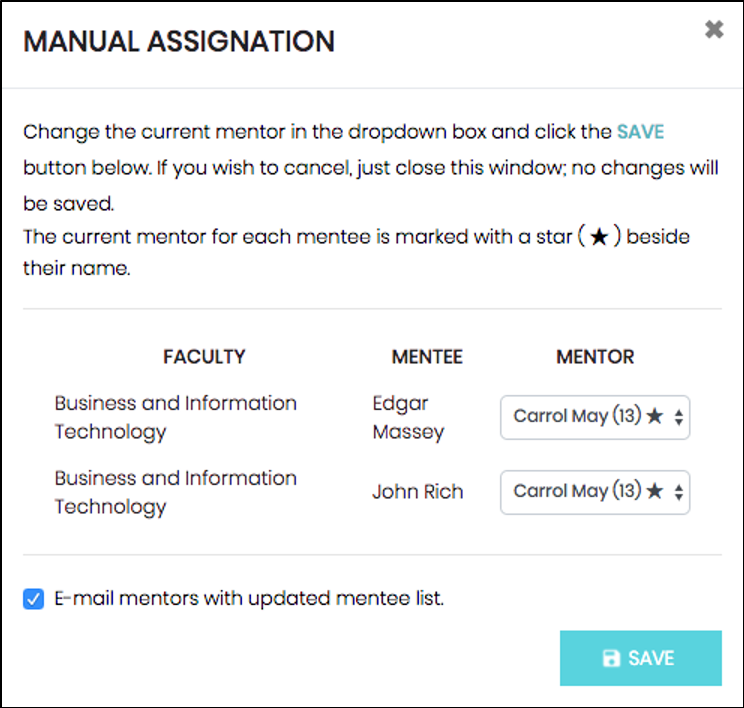 MANUAL ASSIGNATION
Change the current mentor in the dropdown box and click the SAVE
button below. If you wish to cancel, just close this window; no changes will
be saved.
The current mentor for each mentee is marked with a star ( ★ ) beside
their name.
FACULTY MENTEE MENTOR
Business and Information
Technology
Edgar
Massey
Carrol May (13) ★
Business and Information
Technology
John Rich
Carrol May (13) ★
E-mail mentors with updated mentee list.
SAVE